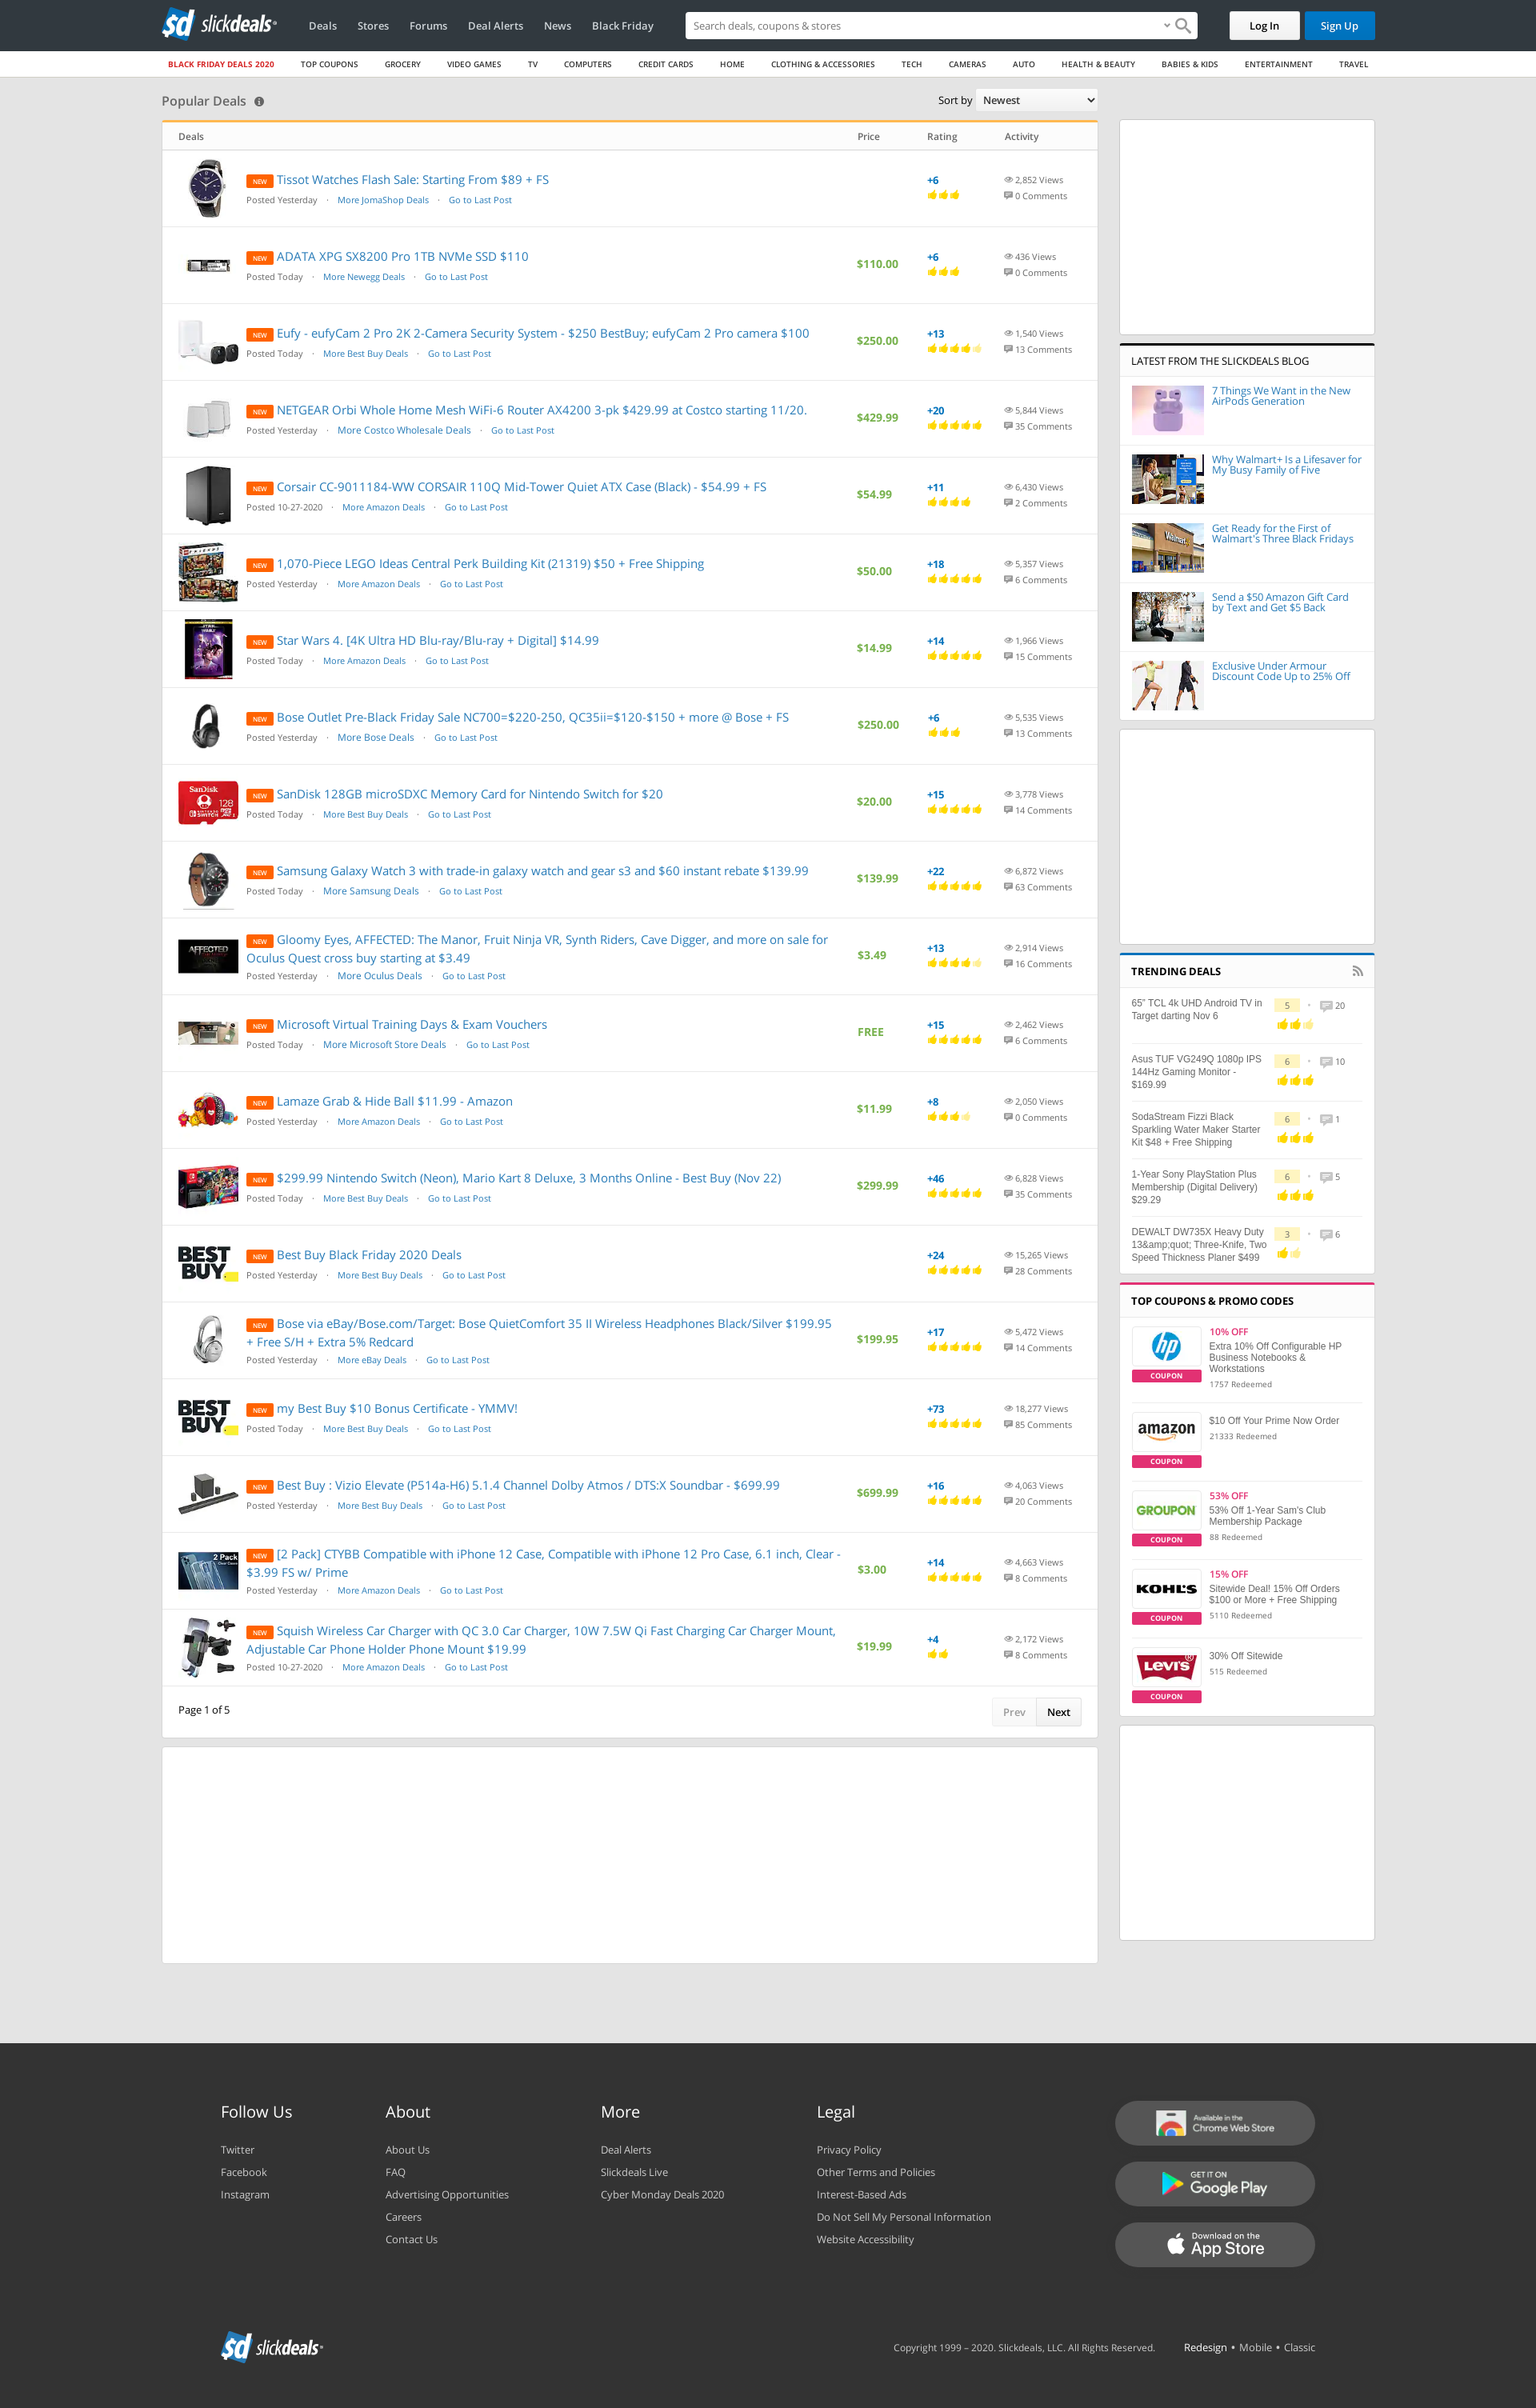 sd slickdeals
Deals Stores Forums Deal Alerts News Black Friday
Search deals, coupons & stores
Log In Sign Up
BLACK FRIDAY DEALS 2020 TOP COUPONS GROCERY VIDEO GAMES TV COMPUTERS CREDIT CARDS HOME CLOTHING & ACCESSORIES TECH CAMERAS AUTO HEALTH & BEAUTY BABIES & KIDS ENTERTAINMENT TRAVEL
Popular Deals
Sort by Newest
Deals Price Rating Activity
NEW Tissot Watches Flash Sale: Starting From $89 + FS
Posted Yesterday · More JomaShop Deals · Go to Last Post
+6
2,852 Views
0 Comments
NEW ADATA XPG SX8200 Pro 1TB NVMe SSD $110
Posted Today · More Newegg Deals · Go to Last Post
$110.00
+6
436 Views
0 Comments
NEW Eufy - eufyCam 2 Pro 2K 2-Camera Security System - $250 BestBuy; eufyCam 2 Pro camera $100
Posted Today · More Best Buy Deals · Go to Last Post
$250.00
+13
1,540 Views
13 Comments
NEW NETGEAR Orbi Whole Home Mesh WiFi-6 Router AX4200 3-pk $429.99 at Costco starting 11/20.
Posted Yesterday · More Costco Wholesale Deals · Go to Last Post
$429.99
+20
5,844 Views
35 Comments
NEW Corsair CC-9011184-WW CORSAIR 110Q Mid-Tower Quiet ATX Case (Black) - $54.99 + FS
Posted 10-27-2020 · More Amazon Deals · Go to Last Post
$54.99
+11
6,430 Views
2 Comments
NEW 1,070-Piece LEGO Ideas Central Perk Building Kit (21319) $50 + Free Shipping
Posted Yesterday · More Amazon Deals · Go to Last Post
$50.00
+18
5,357 Views
6 Comments
NEW Star Wars 4. [4K Ultra HD Blu-ray/Blu-ray + Digital] $14.99
Posted Today · More Amazon Deals · Go to Last Post
$14.99
+14
1,966 Views
15 Comments
NEW Bose Outlet Pre-Black Friday Sale NC700=$220-250, QC35ii=$120-$150 + more @ Bose + FS
Posted Yesterday · More Bose Deals · Go to Last Post
$250.00
+6
5,535 Views
13 Comments
SanDisk
128
NEW SanDisk 128GB microSDXC Memory Card for Nintendo Switch for $20
Posted Today · More Best Buy Deals · Go to Last Post
$20.00
+15
3,778 Views
14 Comments
NEW Samsung Galaxy Watch 3 with trade-in galaxy watch and gear s3 and $60 instant rebate $139.99
Posted Today · More Samsung Deals · Go to Last Post
$139.99
+22
6,872 Views
63 Comments
AFFECTED
NEW Gloomy Eyes, AFFECTED: The Manor, Fruit Ninja VR, Synth Riders, Cave Digger, and more on sale for
Oculus Quest cross buy starting at $3.49
Posted Yesterday · More Oculus Deals · Go to Last Post
$3.49
+13
2,914 Views
16 Comments
NEW Microsoft Virtual Training Days & Exam Vouchers
Posted Today · More Microsoft Store Deals · Go to Last Post
FREE
+15
2,462 Views
6 Comments
NEW Lamaze Grab & Hide Ball $11.99 - Amazon
Posted Yesterday · More Amazon Deals · Go to Last Post
$11.99
+8
2,050 Views
0 Comments
NEW $299.99 Nintendo Switch (Neon), Mario Kart 8 Deluxe, 3 Months Online - Best Buy (Nov 22)
Posted Today · More Best Buy Deals · Go to Last Post
$299.99
+46
6,828 Views
35 Comments
BEST
BUY
NEW Best Buy Black Friday 2020 Deals
Posted Yesterday · More Best Buy Deals · Go to Last Post
+24
15,265 Views
28 Comments
NEW Bose via eBay/Bose.com/Target: Bose QuietComfort 35 II Wireless Headphones Black/Silver $199.95
+ Free S/H + Extra 5% Redcard
Posted Yesterday · More eBay Deals · Go to Last Post
$199.95
+17
5,472 Views
14 Comments
BEST
BUY
NEW my Best Buy $10 Bonus Certificate - YMMV!
Posted Today · More Best Buy Deals · Go to Last Post
+73
18,277 Views
85 Comments
NEW Best Buy : Vizio Elevate (P514a-H6) 5.1.4 Channel Dolby Atmos / DTS:X Soundbar - $699.99
Posted Yesterday · More Best Buy Deals · Go to Last Post
$699.99
+16
4,063 Views
20 Comments
2 Pack
NEW [2 Pack] CTYBB Compatible with iPhone 12 Case, Compatible with iPhone 12 Pro Case, 6.1 inch, Clear -
$3.99 FS w/ Prime
Posted Yesterday · More Amazon Deals · Go to Last Post
$3.00
+14
4,663 Views
8 Comments
NEW Squish Wireless Car Charger with QC 3.0 Car Charger, 10W 7.5W Qi Fast Charging Car Charger Mount,
Adjustable Car Phone Holder Phone Mount $19.99
Posted 10-27-2020 · More Amazon Deals · Go to Last Post
$19.99
+4
2,172 Views
8 Comments
Page 1 of 5
Prev Next
LATEST FROM THE SLICKDEALS BLOG
7 Things We Want in the New
AirPods Generation
Why Walmart+ Is a Lifesaver for
My Busy Family of Five
Walmart
Get Ready for the First of
Walmart's Three Black Fridays
Send a $50 Amazon Gift Card
by Text and Get $5 Back
Exclusive Under Armour
Discount Code Up to 25% Off
TRENDING DEALS
65" TCL 4k UHD Android TV in
Target darting Nov 6
5 • 20
Asus TUF VG249Q 1080p IPS
144Hz Gaming Monitor -
$169.99
6 • 10
SodaStream Fizzi Black
Sparkling Water Maker Starter
Kit $48 + Free Shipping
6 • 1
1-Year Sony PlayStation Plus
Membership (Digital Delivery)
$29.29
6 • 5
DEWALT DW735X Heavy Duty
13&amp;quot; Three-Knife, Two
Speed Thickness Planer $499
3 • 6
TOP COUPONS & PROMO CODES
hp
COUPON
10% OFF
Extra 10% Off Configurable HP
Business Notebooks &
Workstations
1757 Redeemed
amazon
COUPON
$10 Off Your Prime Now Order
21333 Redeemed
GROUPON
COUPON
53% OFF
53% Off 1-Year Sam's Club
Membership Package
88 Redeemed
KOHL'S
COUPON
15% OFF
Sitewide Deal! 15% Off Orders
$100 or More + Free Shipping
5110 Redeemed
LEVI'S
COUPON
30% Off Sitewide
515 Redeemed
Follow Us
Twitter
Facebook
Instagram
About
About Us
FAQ
Advertising Opportunities
Careers
Contact Us
More
Deal Alerts
Slickdeals Live
Cyber Monday Deals 2020
Legal
Privacy Policy
Other Terms and Policies
Interest-Based Ads
Do Not Sell My Personal Information
Website Accessibility
Available in the
Chrome Web Store
GET IT ON
Google Play
Download on the
App Store
sd slickdeals
Copyright 1999 – 2020. Slickdeals, LLC. All Rights Reserved. Redesign • Mobile • Classic